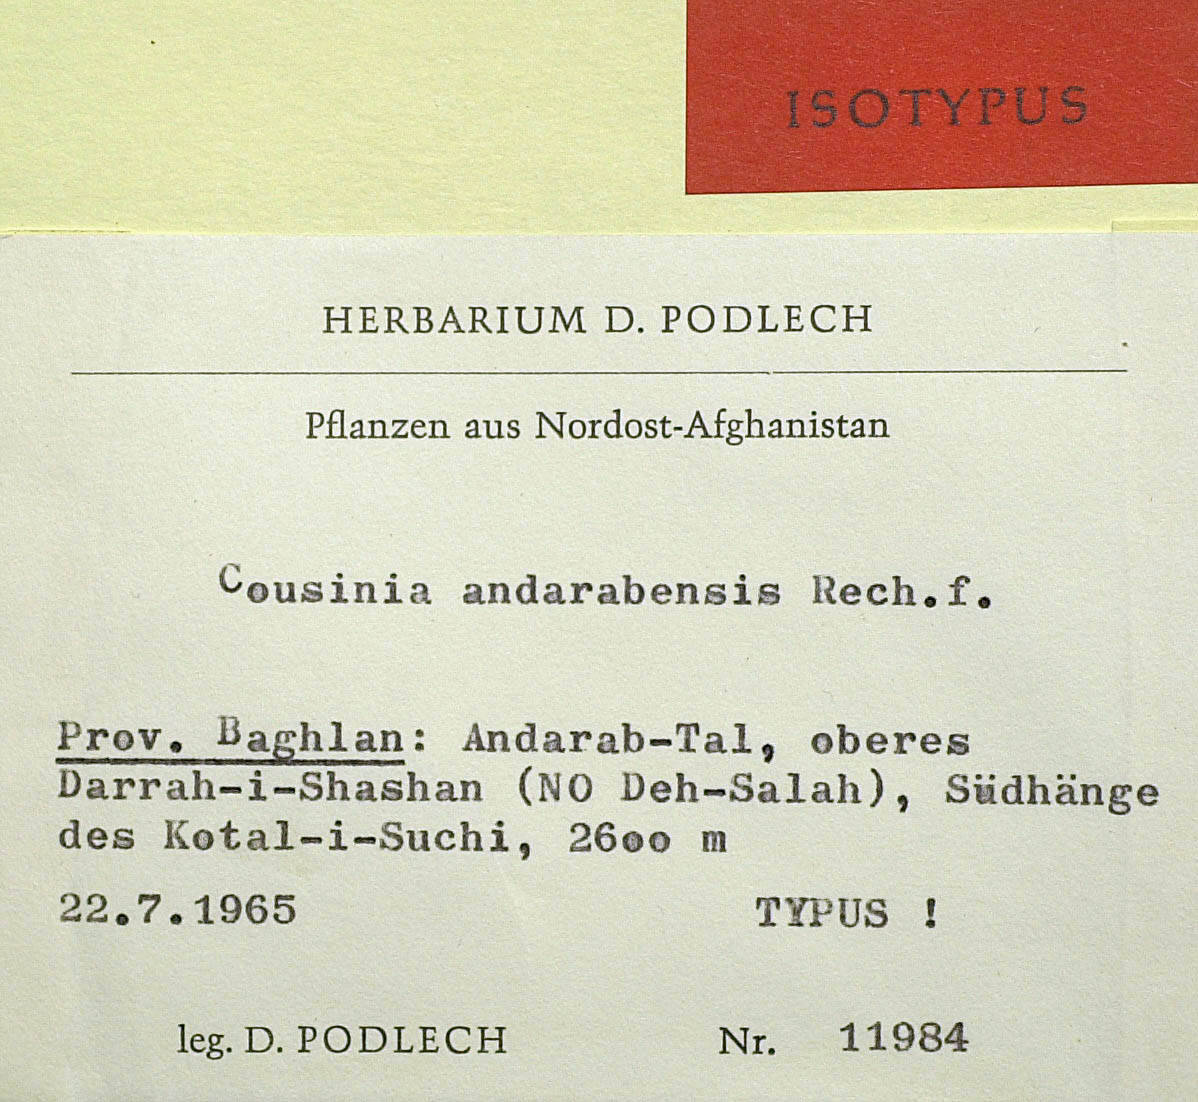 ISOTYPUS
HERBARIUM D. PODLECH
Pflanzen aus Nordost-Afghanistan
Cousinia andarabensis Rech.f.
Prov. Baghlan: Andarab-Tal, oberes
Darrah-i-Shashan (NO Deh-Salah), Südhänge
des Kotal-i-Suchi, 26oo m
22.7.1965 TYPUS !
leg. D. PODLECH Nr. 11984